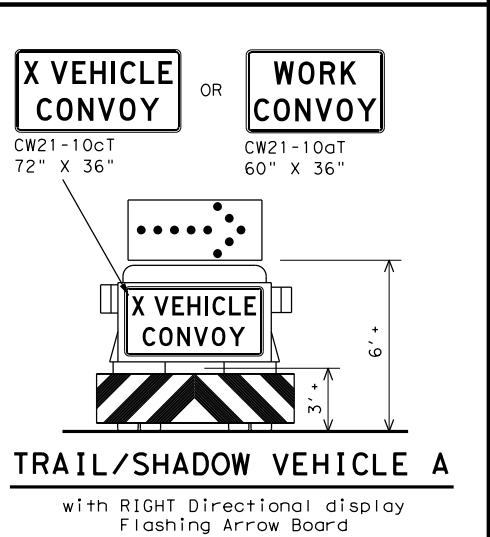 X VEHICLE
CONVOY
OR
WORK
CONVOY
CW21-10cT
72" X 36"
CW21-10aT
60" X 36"
X VEHICLE
CONVOY
6' +
3' +
TRAIL/SHADOW VEHICLE A
with RIGHT Directional display
Flashing Arrow Board